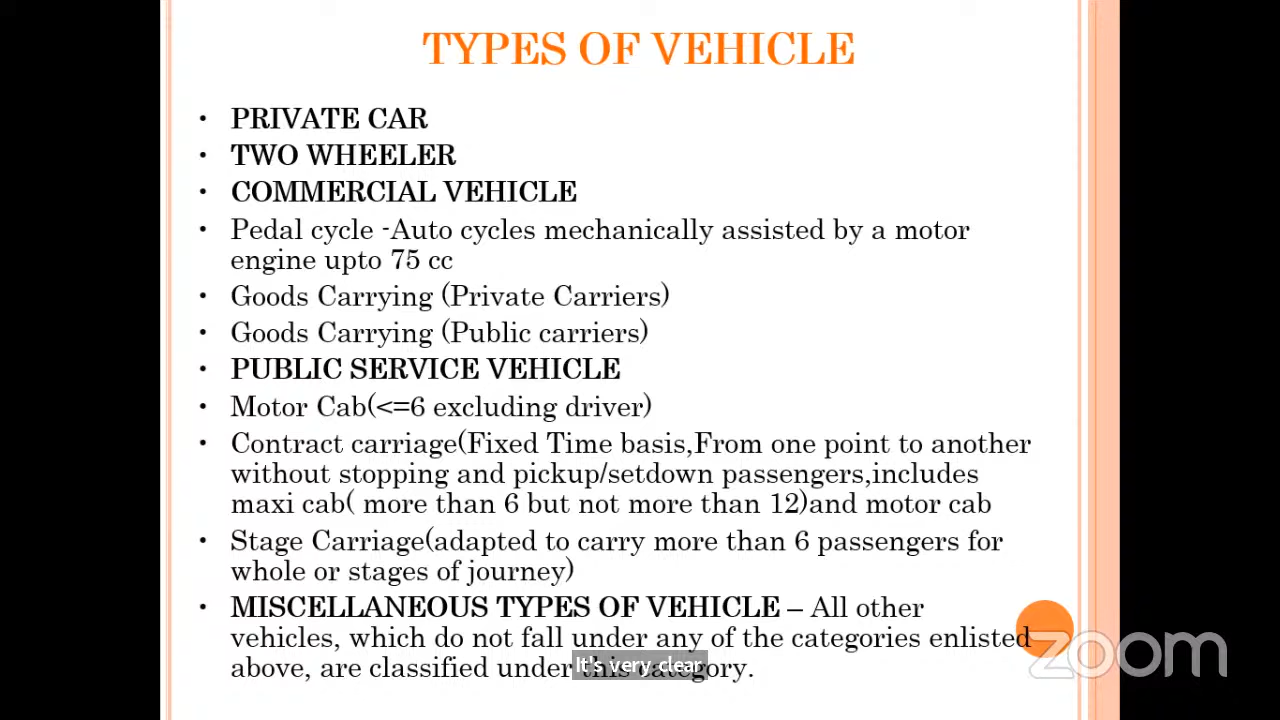 TYPES OF VEHICLE
• PRIVATE CAR
• TWO WHEELER
• COMMERCIAL VEHICLE
• Pedal cycle -Auto cycles mechanically assisted by a motor
engine upto 75 cc
• Goods Carrying (Private Carriers)
• Goods Carrying (Public carriers)
• PUBLIC SERVICE VEHICLE
• Motor Cab(<=6 excluding driver)
• Contract carriage(Fixed Time basis,From one point to another
without stopping and pickup/setdown passengers,includes
maxi cab( more than 6 but not more than 12)and motor cab
• Stage Carriage(adapted to carry more than 6 passengers for
whole or stages of journey)
• MISCELLANEOUS TYPES OF VEHICLE – All other
vehicles, which do not fall under any of the categories enlisted
above, are classified under this category.
It's very clear
zoom